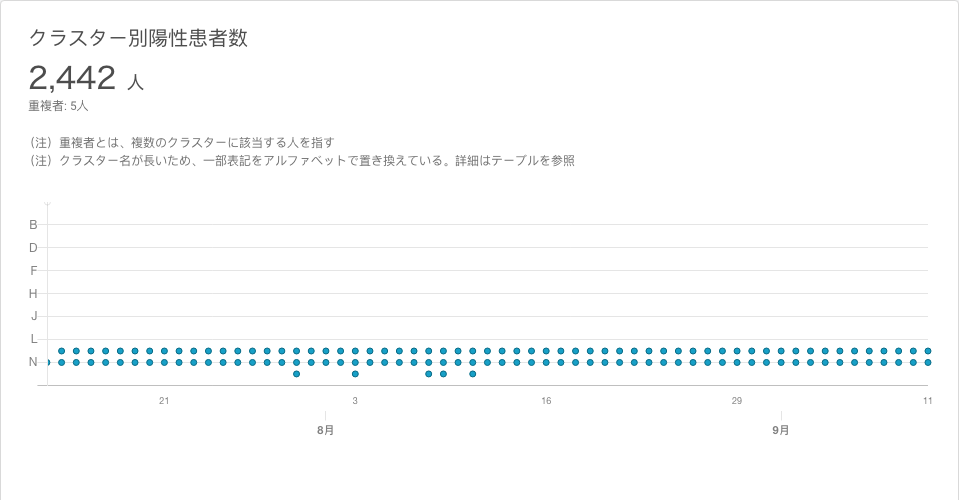 クラスター別陽性患者数
2,442 人
重複者: 5人
（注）重複者とは、複数のクラスターに該当する人を指す
（注）クラスター名が長いため、一部表記をアルファベットで置き換えている。詳細はテーブルを参照
B
D
F
H
J
L
N
21 3 16 29 11
8月 9月